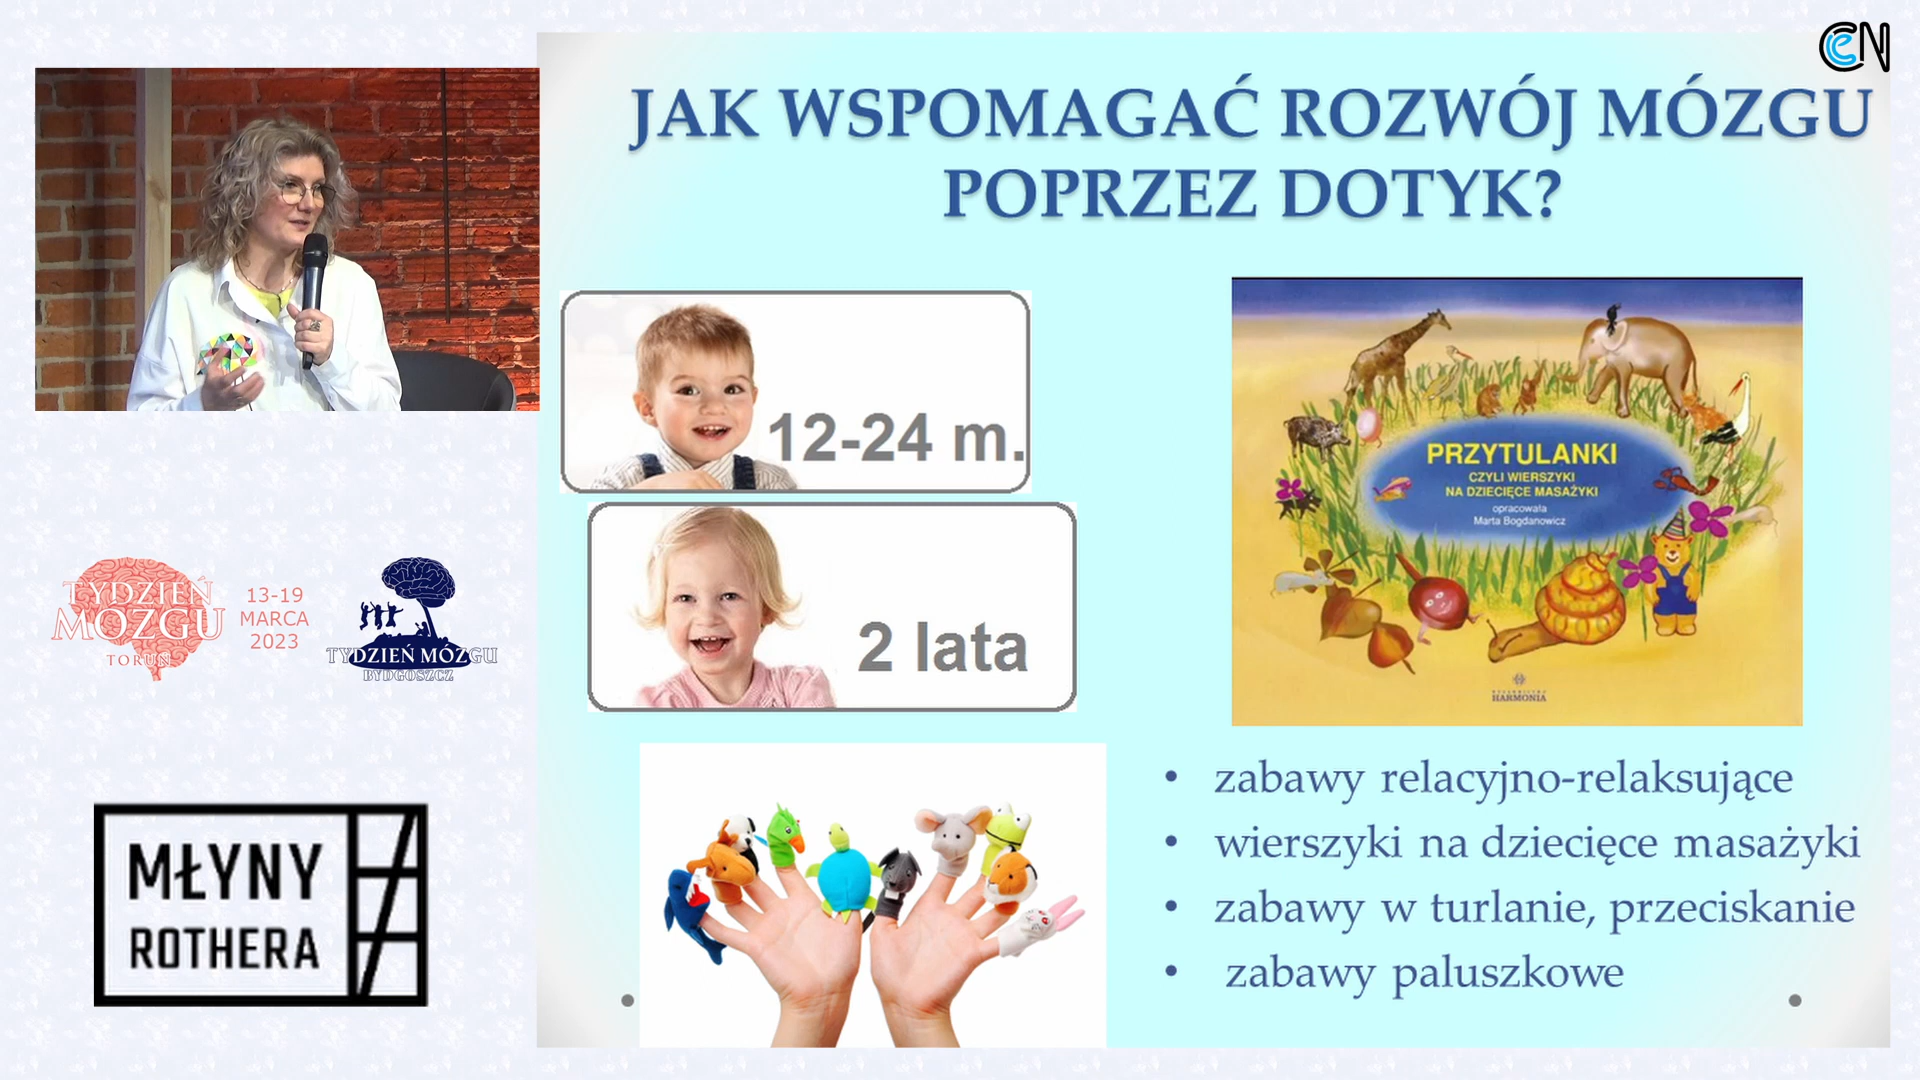 CEN
JAK WSPOMAGAĆ ROZWÓJ MÓZGU
POPRZEZ DOTYK?
12-24 m.
2 lata
PRZYTULANKI
CZYLI WIERSZYKI
NA DZIECIĘCE MASAŻYKI
opracowała
Marta Bogdanowicz
WYDAWNICTWO
HARMONIA
• zabawy relacyjno-relaksujące
• wierszyki na dziecięce masażyki
• zabawy w turlanie, przeciskanie
• zabawy paluszkowe
TYDZIEŃ
MÓZGU
TORUŃ
13-19
MARCA
2023
TYDZIEŃ MÓZGU
BYDGOSZCZ
MŁYNY
ROTHERA